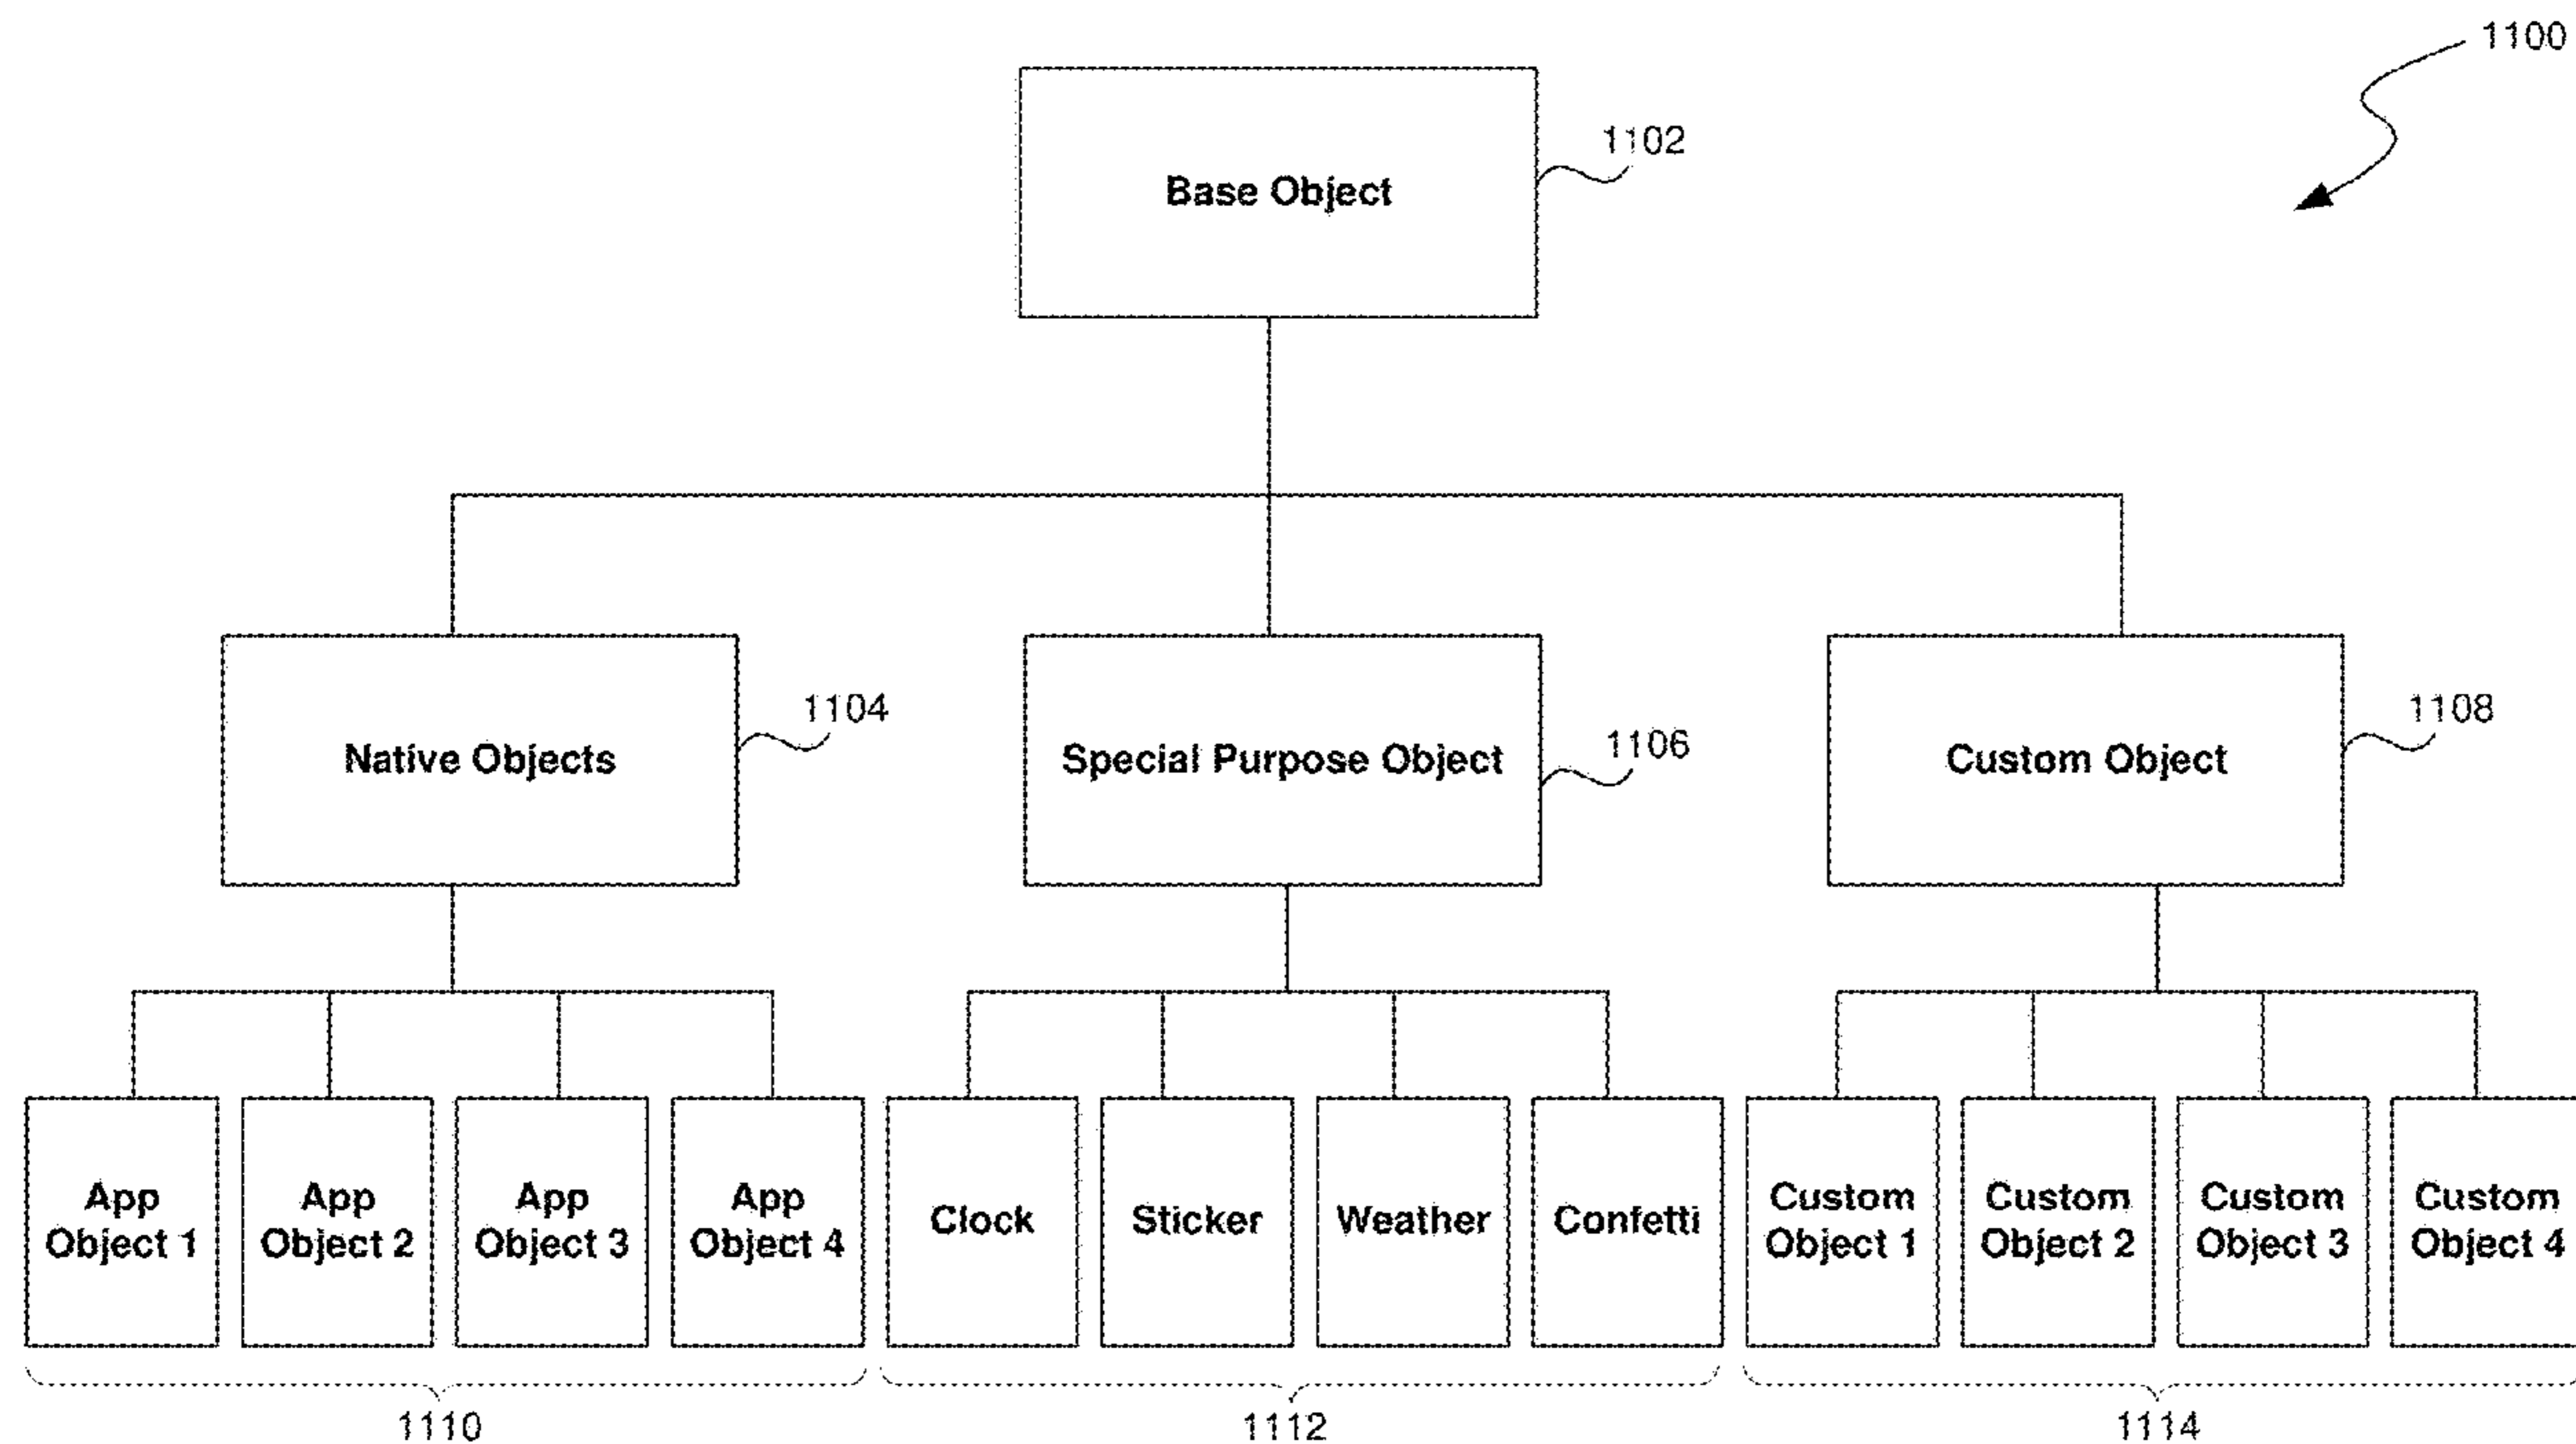 1100
1102
Base Object
1104
1106
1108
Native Objects
Special Purpose Object
Custom Object
App
Object 1
App
Object 2
App
Object 3
App
Object 4
Clock
Sticker
Weather
Confetti
Custom
Object 1
Custom
Object 2
Custom
Object 3
Custom
Object 4
1110
1112
1114